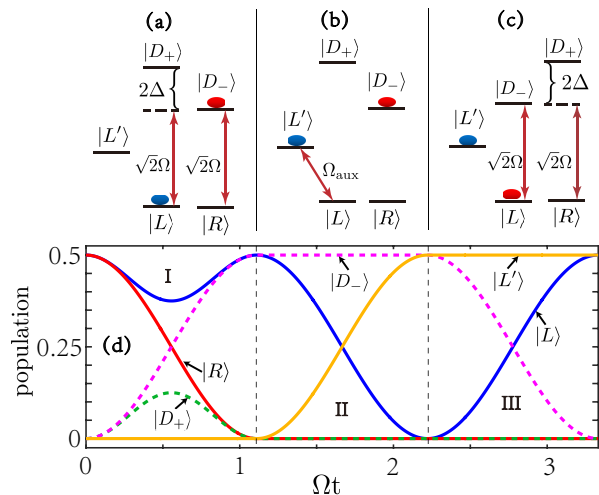 (a) (b) (c)
|D₊⟩ |D₊⟩ |D₊⟩
2Δ |D₋⟩ |D₋⟩ |D₋⟩ 2Δ
|L′⟩ |L′⟩ |L′⟩
√2Ω √2Ω Ω_aux √2Ω √2Ω
|L⟩ |R⟩ |L⟩ |R⟩ |L⟩ |R⟩
population
0.5
0.25
0
I
|D₋⟩ |L′⟩
(d) |R⟩ |L⟩
|D₊⟩ II III
0 1 2 3
Ωt